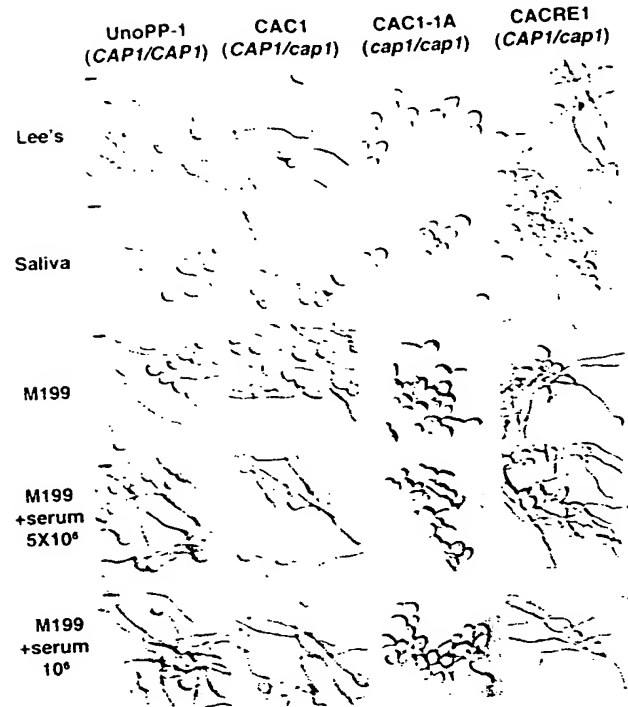 UnoPP-1 CAC1 CAC1-1A CACRE1
(CAP1/CAP1) (CAP1/cap1) (cap1/cap1) (CAP1/cap1)
Lee's
Saliva
M199
M199
+serum
5X10⁶
M199
+serum
10⁶